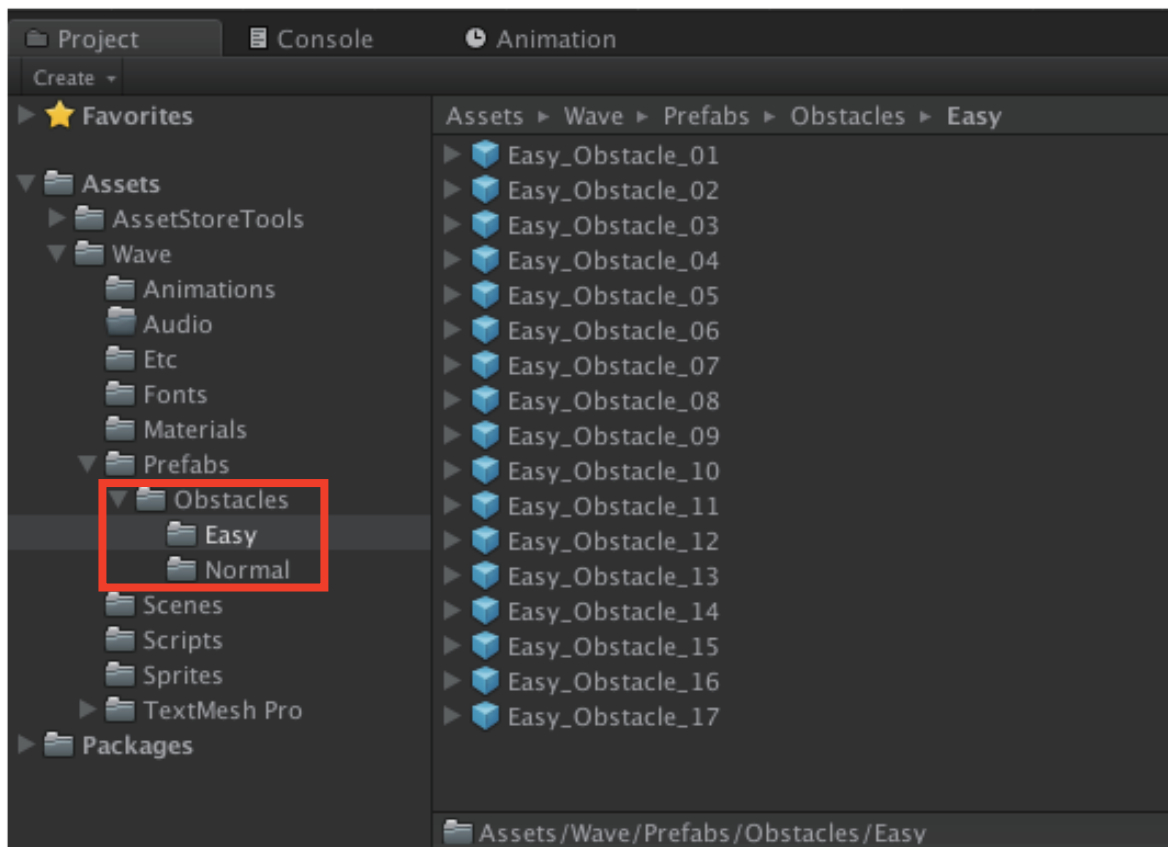 Project Console Animation
Create
Favorites
Assets
AssetStoreTools
Wave
Animations
Audio
Etc
Fonts
Materials
Prefabs
Obstacles
Easy
Normal
Scenes
Scripts
Sprites
TextMesh Pro
Packages
Assets Wave Prefabs Obstacles Easy
Easy_Obstacle_01
Easy_Obstacle_02
Easy_Obstacle_03
Easy_Obstacle_04
Easy_Obstacle_05
Easy_Obstacle_06
Easy_Obstacle_07
Easy_Obstacle_08
Easy_Obstacle_09
Easy_Obstacle_10
Easy_Obstacle_11
Easy_Obstacle_12
Easy_Obstacle_13
Easy_Obstacle_14
Easy_Obstacle_15
Easy_Obstacle_16
Easy_Obstacle_17
Assets/Wave/Prefabs/Obstacles/Easy